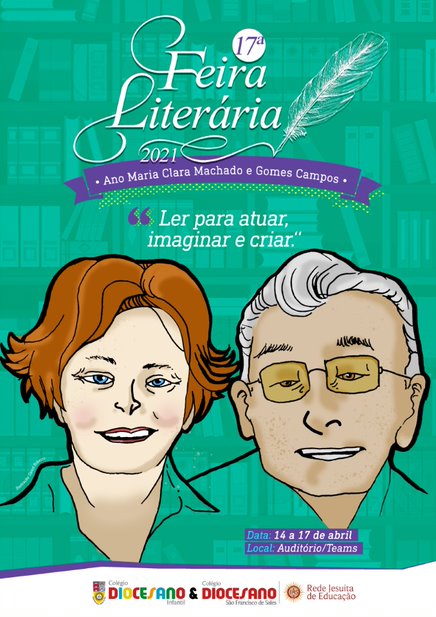 17ª
Feira
Literária
2021
• Ano Maria Clara Machado e Gomes Campos •
“ Ler para atuar,
imaginar e criar.“
Data: 14 a 17 de abril
Local: Auditório/Teams
Colégio
DIOCESANO
Infantil
&
Colégio
DIOCESANO
São Francisco de Sales
Rede Jesuíta
de Educação